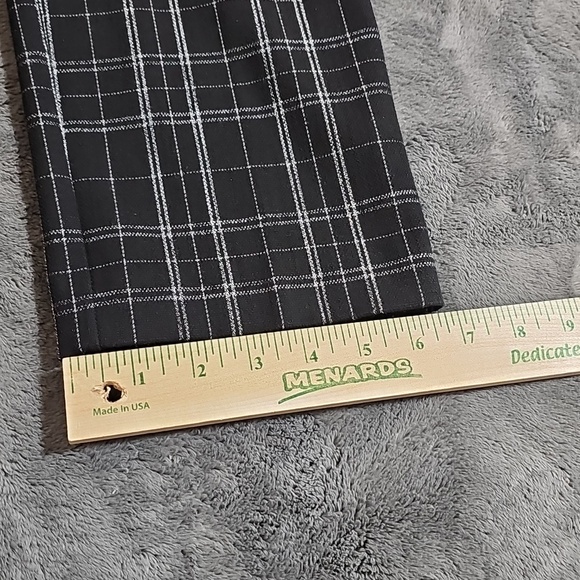 1 2 3 4 5 6 7 8 9
MENARDS
Dedicate
Made In USA